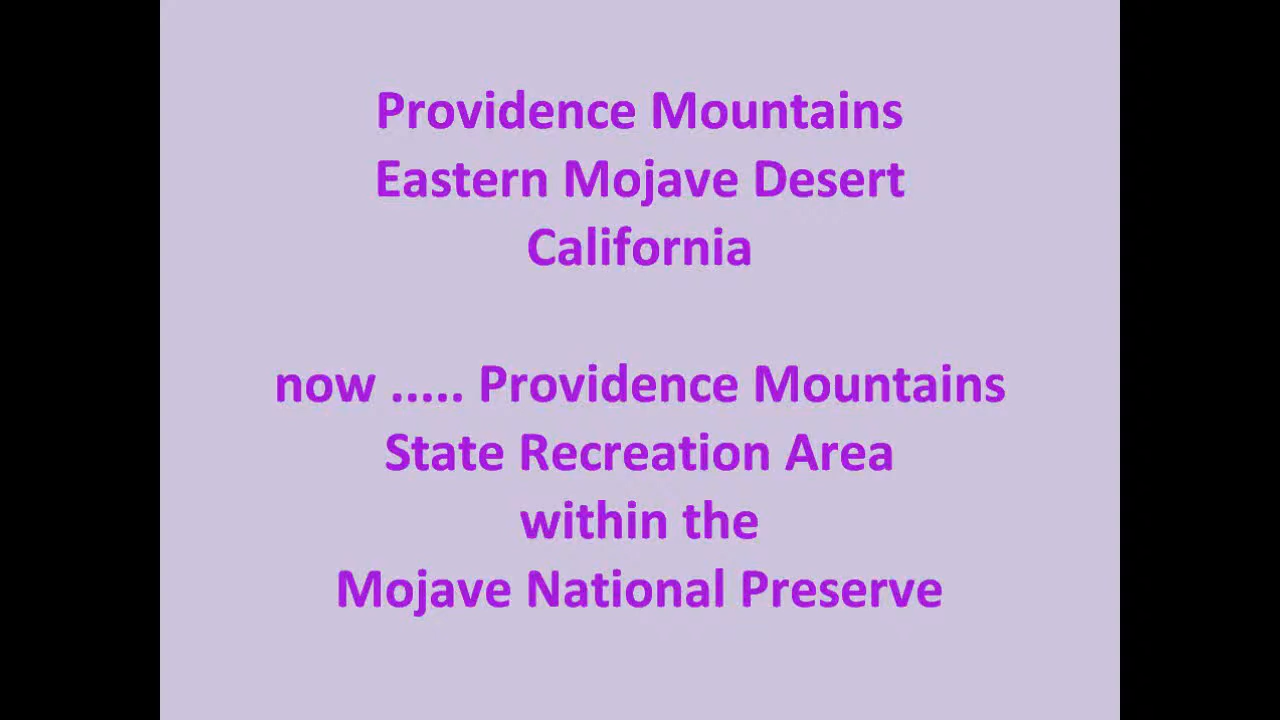 Providence Mountains
Eastern Mojave Desert
California
now ..... Providence Mountains
State Recreation Area
within the
Mojave National Preserve